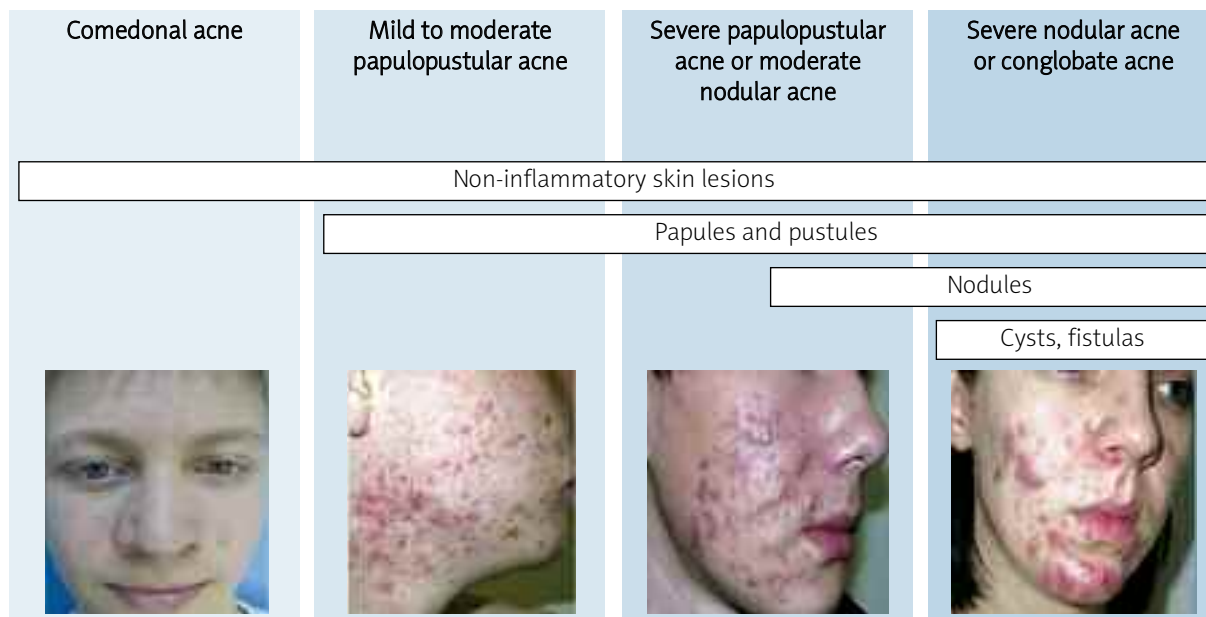 Comedonal acne
Mild to moderate
papulopustular acne
Severe papulopustular
acne or moderate
nodular acne
Severe nodular acne
or conglobate acne
Non-inflammatory skin lesions
Papules and pustules
Nodules
Cysts, fistulas